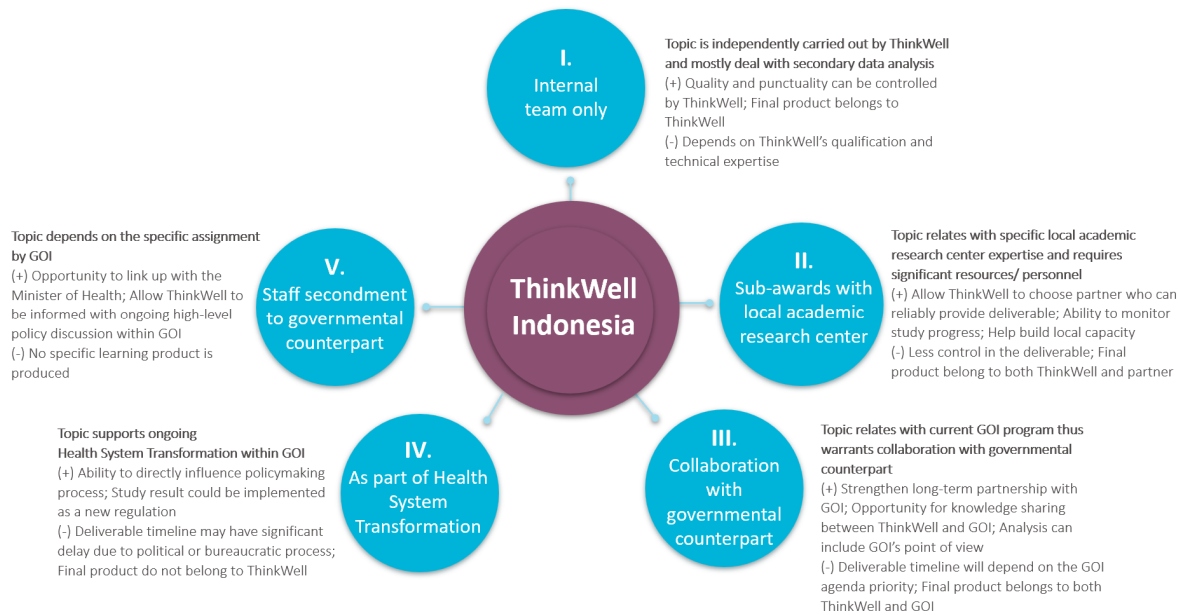 ThinkWell
Indonesia
I.
Internal
team only
Topic is independently carried out by ThinkWell
and mostly deal with secondary data analysis
(+) Quality and punctuality can be controlled
by ThinkWell; Final product belongs to
ThinkWell
(-) Depends on ThinkWell's qualification and
technical expertise
II.
Sub-awards with
local academic
research center
Topic relates with specific local academic
research center expertise and requires
significant resources/ personnel
(+) Allow ThinkWell to choose partner who can
reliably provide deliverable; Ability to monitor
study progress; Help build local capacity
(-) Less control in the deliverable; Final
product belong to both ThinkWell and partner
III.
Collaboration
with
governmental
counterpart
Topic relates with current GOI program thus
warrants collaboration with governmental
counterpart
(+) Strengthen long-term partnership with
GOI; Opportunity for knowledge sharing
between ThinkWell and GOI; Analysis can
include GOI's point of view
(-) Deliverable timeline will depend on the GOI
agenda priority; Final product belongs to both
ThinkWell and GOI
IV.
As part of Health
System
Transformation
Topic supports ongoing
Health System Transformation within GOI
(+) Ability to directly influence policymaking
process; Study result could be implemented
as a new regulation
(-) Deliverable timeline may have significant
delay due to political or bureaucratic process;
Final product do not belong to ThinkWell
V.
Staff secondment
to governmental
counterpart
Topic depends on the specific assignment
by GOI
(+) Opportunity to link up with the
Minister of Health; Allow ThinkWell to
be informed with ongoing high-level
policy discussion within GOI
(-) No specific learning product is
produced